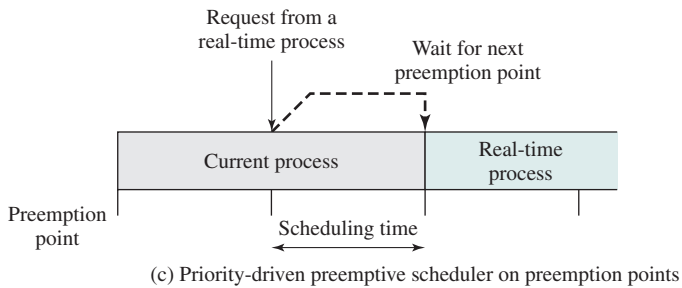 Request from a
real-time process
Wait for next
preemption point
Current process
Real-time
process
Preemption
point
Scheduling time
(c) Priority-driven preemptive scheduler on preemption points